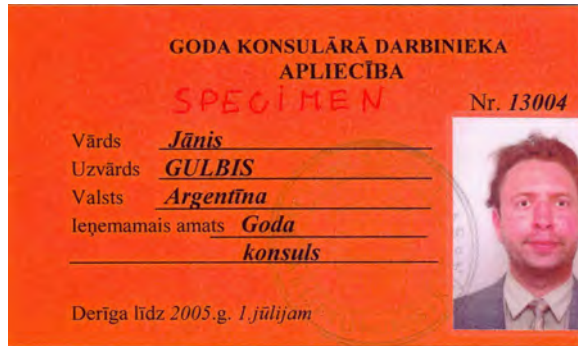 GODA KONSULĀRĀ DARBINIEKA
APLIECĪBA
SPECIMEN
Nr. 13004
Vārds Jānis
Uzvārds GULBIS
Valsts Argentīna
Ieņemamais amats Goda
konsuls
Derīga līdz 2005.g. 1.jūlijam